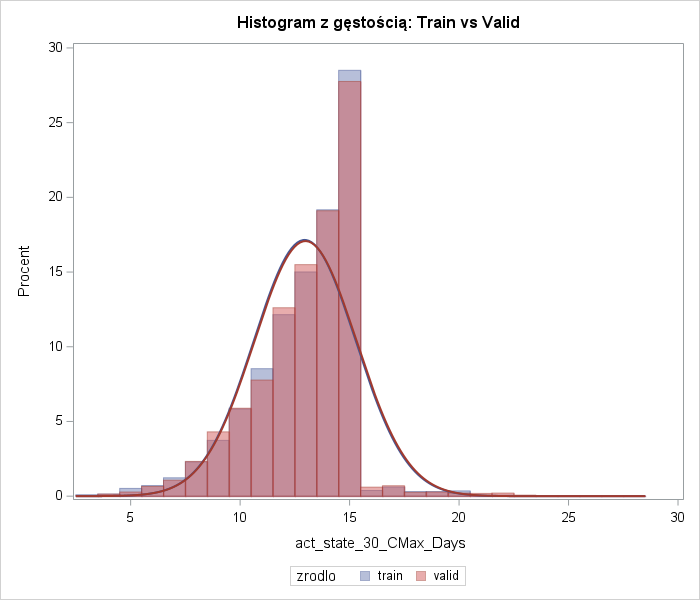 Histogram z gęstością: Train vs Valid
30
25
20
15
10
5
0
Procent
5 10 15 20 25 30
act_state_30_CMax_Days
zrodlo train valid